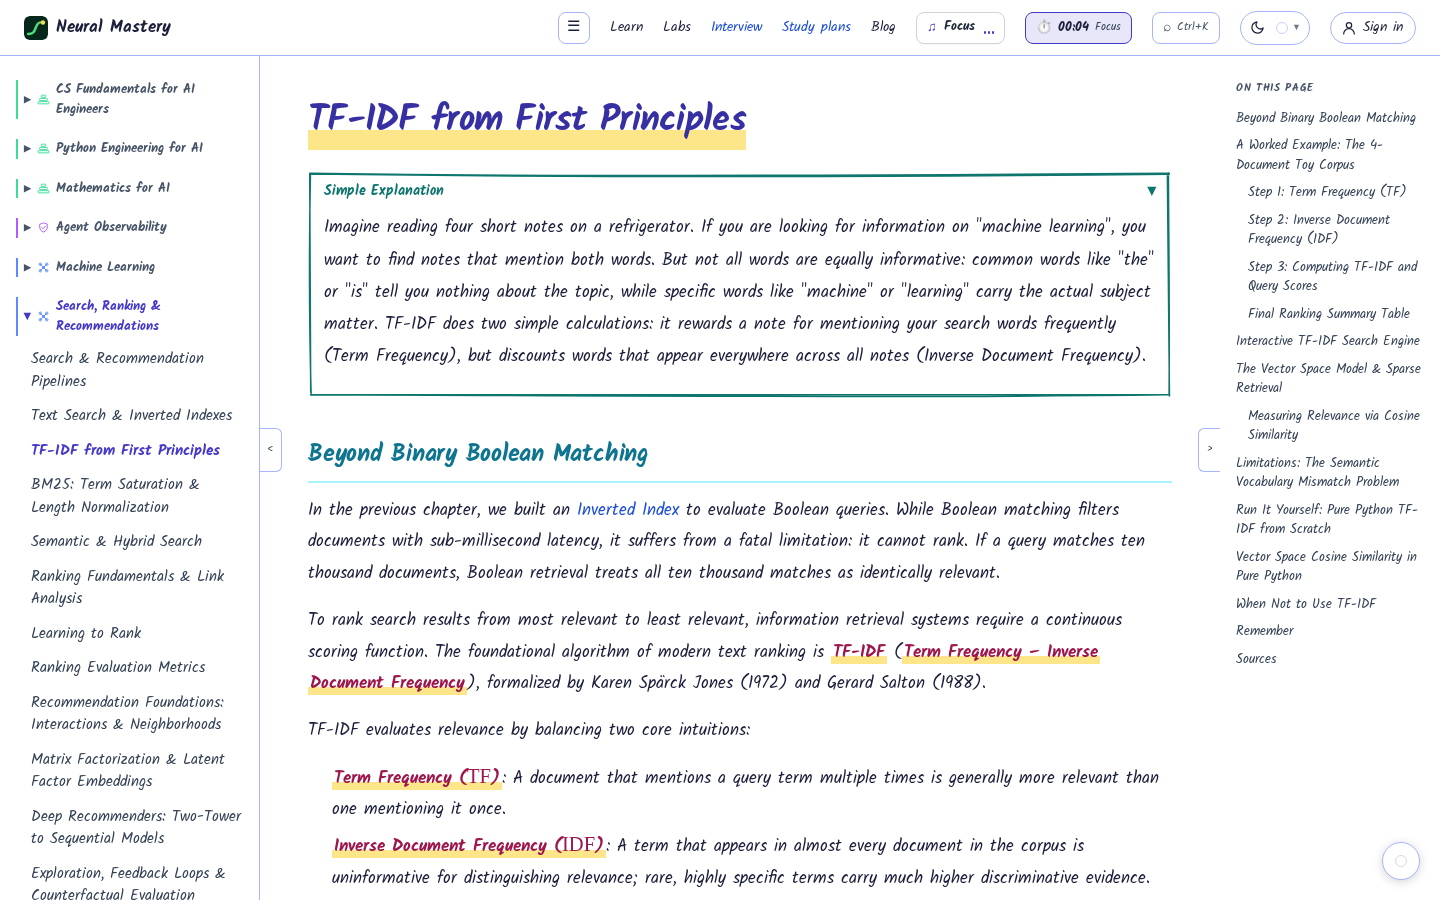 Neural Mastery
☰ Learn Labs Interview Study plans Blog ♫ Focus ... 00:04 Focus Ctrl+K Sign in
CS Fundamentals for AI
Engineers
Python Engineering for AI
Mathematics for AI
Agent Observability
Machine Learning
Search, Ranking &
Recommendations
Search & Recommendation
Pipelines
Text Search & Inverted Indexes
TF-IDF from First Principles
BM25: Term Saturation &
Length Normalization
Semantic & Hybrid Search
Ranking Fundamentals & Link
Analysis
Learning to Rank
Ranking Evaluation Metrics
Recommendation Foundations:
Interactions & Neighborhoods
Matrix Factorization & Latent
Factor Embeddings
Deep Recommenders: Two-Tower
to Sequential Models
Exploration, Feedback Loops &
Counterfactual Evaluation
<
TF-IDF from First Principles
Simple Explanation
Imagine reading four short notes on a refrigerator. If you are looking for information on "machine learning", you
want to find notes that mention both words. But not all words are equally informative: common words like "the"
or "is" tell you nothing about the topic, while specific words like "machine" or "learning" carry the actual subject
matter. TF-IDF does two simple calculations: it rewards a note for mentioning your search words frequently
(Term Frequency), but discounts words that appear everywhere across all notes (Inverse Document Frequency).
Beyond Binary Boolean Matching
In the previous chapter, we built an Inverted Index to evaluate Boolean queries. While Boolean matching filters
documents with sub-millisecond latency, it suffers from a fatal limitation: it cannot rank. If a query matches ten
thousand documents, Boolean retrieval treats all ten thousand matches as identically relevant.
To rank search results from most relevant to least relevant, information retrieval systems require a continuous
scoring function. The foundational algorithm of modern text ranking is TF-IDF (Term Frequency – Inverse
Document Frequency), formalized by Karen Spärck Jones (1972) and Gerard Salton (1988).
TF-IDF evaluates relevance by balancing two core intuitions:
Term Frequency (TF): A document that mentions a query term multiple times is generally more relevant than
one mentioning it once.
Inverse Document Frequency (IDF): A term that appears in almost every document in the corpus is
uninformative for distinguishing relevance; rare, highly specific terms carry much higher discriminative evidence.
>
ON THIS PAGE
Beyond Binary Boolean Matching
A Worked Example: The 4-
Document Toy Corpus
Step 1: Term Frequency (TF)
Step 2: Inverse Document
Frequency (IDF)
Step 3: Computing TF-IDF and
Query Scores
Final Ranking Summary Table
Interactive TF-IDF Search Engine
The Vector Space Model & Sparse
Retrieval
Measuring Relevance via Cosine
Similarity
Limitations: The Semantic
Vocabulary Mismatch Problem
Run It Yourself: Pure Python TF-
IDF from Scratch
Vector Space Cosine Similarity in
Pure Python
When Not to Use TF-IDF
Remember
Sources